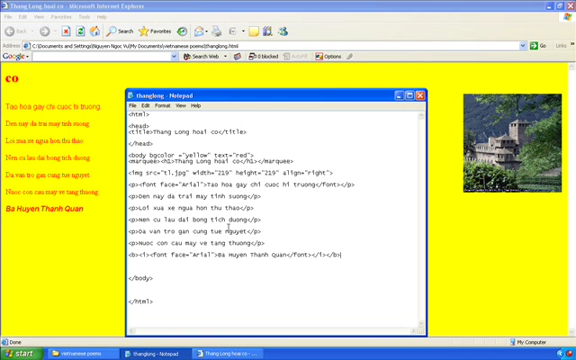 Thang Long hoai co
File Edit View Favorites Tools Help
Back Search Favorites
Address C:\Documents and Settings\Nguyen Ngoc Vu\My Documents\vietnamese poems\thanglong.html Go Links
Google Search Web 0 blocked Options
co
Tao hoa gay chi cuoc hi truong
Den nay da trai may tinh suong
Loi xua xe ngua hon thu thao
Nen cu lau dai bong tich duong
Da van tro gan cung tue nguyet
Nuoc con cau may ve tang thuong
Ba Huyen Thanh Quan
thanglong - Notepad
File Edit Format View Help
<html>
<head>
<title>Thang Long hoai co</title>
</head>
<body bgcolor ="yellow" text="red">
<marquee><h1>Thang Long hoai co</h1></marquee>
<img src="tl.jpg" width="219" height="219" align="right">
<p><font face="Arial">Tao hoa gay chi cuoc hi truong</font></p>
<p>Den nay da trai may tinh suong</p>
<p>Loi xua xe ngua hon thu thao</p>
<p>Nen cu lau dai bong tich duong</p>
<p>Da van tro gan cung tue nguyet</p>
<p>Nuoc con cau may ve tang thuong</p>
<b><i><font face="Arial">Ba Huyen Thanh Quan</font></i></b>
</body>
</html>
Done My Computer
start vietnamese poems thanglong - Notepad Thang Long hoai co -